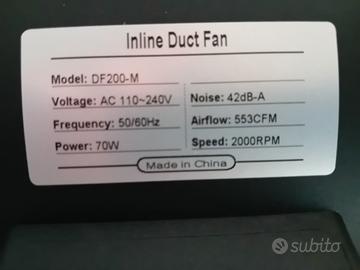 Inline Duct Fan
Model: DF200-M
Voltage: AC 110~240V
Noise: 42dB-A
Frequency: 50/60Hz
Airflow: 553CFM
Power: 70W
Speed: 2000RPM
Made in China
subito